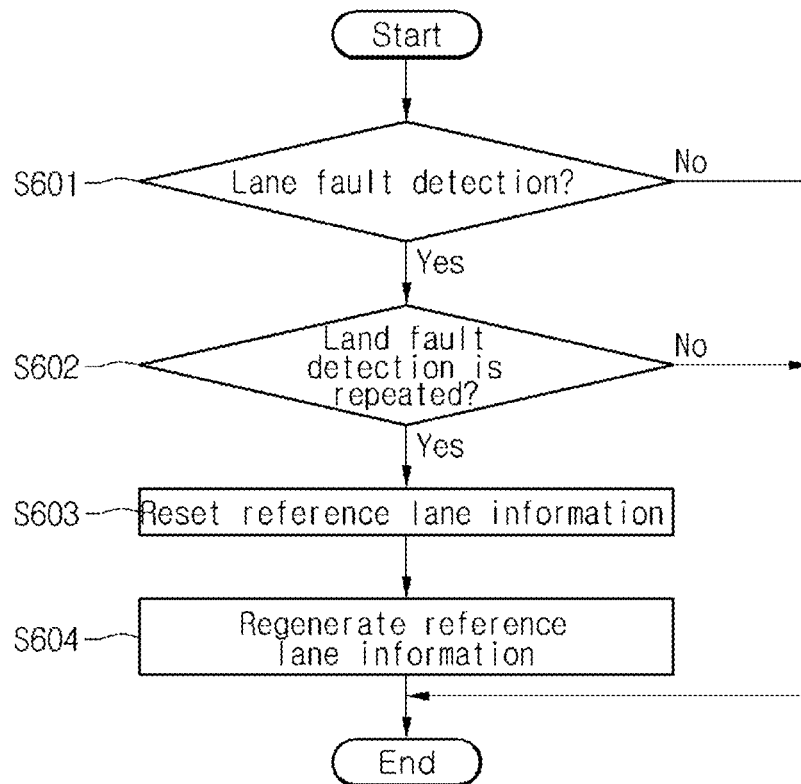 Start
S601
Lane fault detection?
No
Yes
S602
Land fault
detection is
repeated?
No
Yes
S603
Reset reference lane information
S604
Regenerate reference
lane information
End